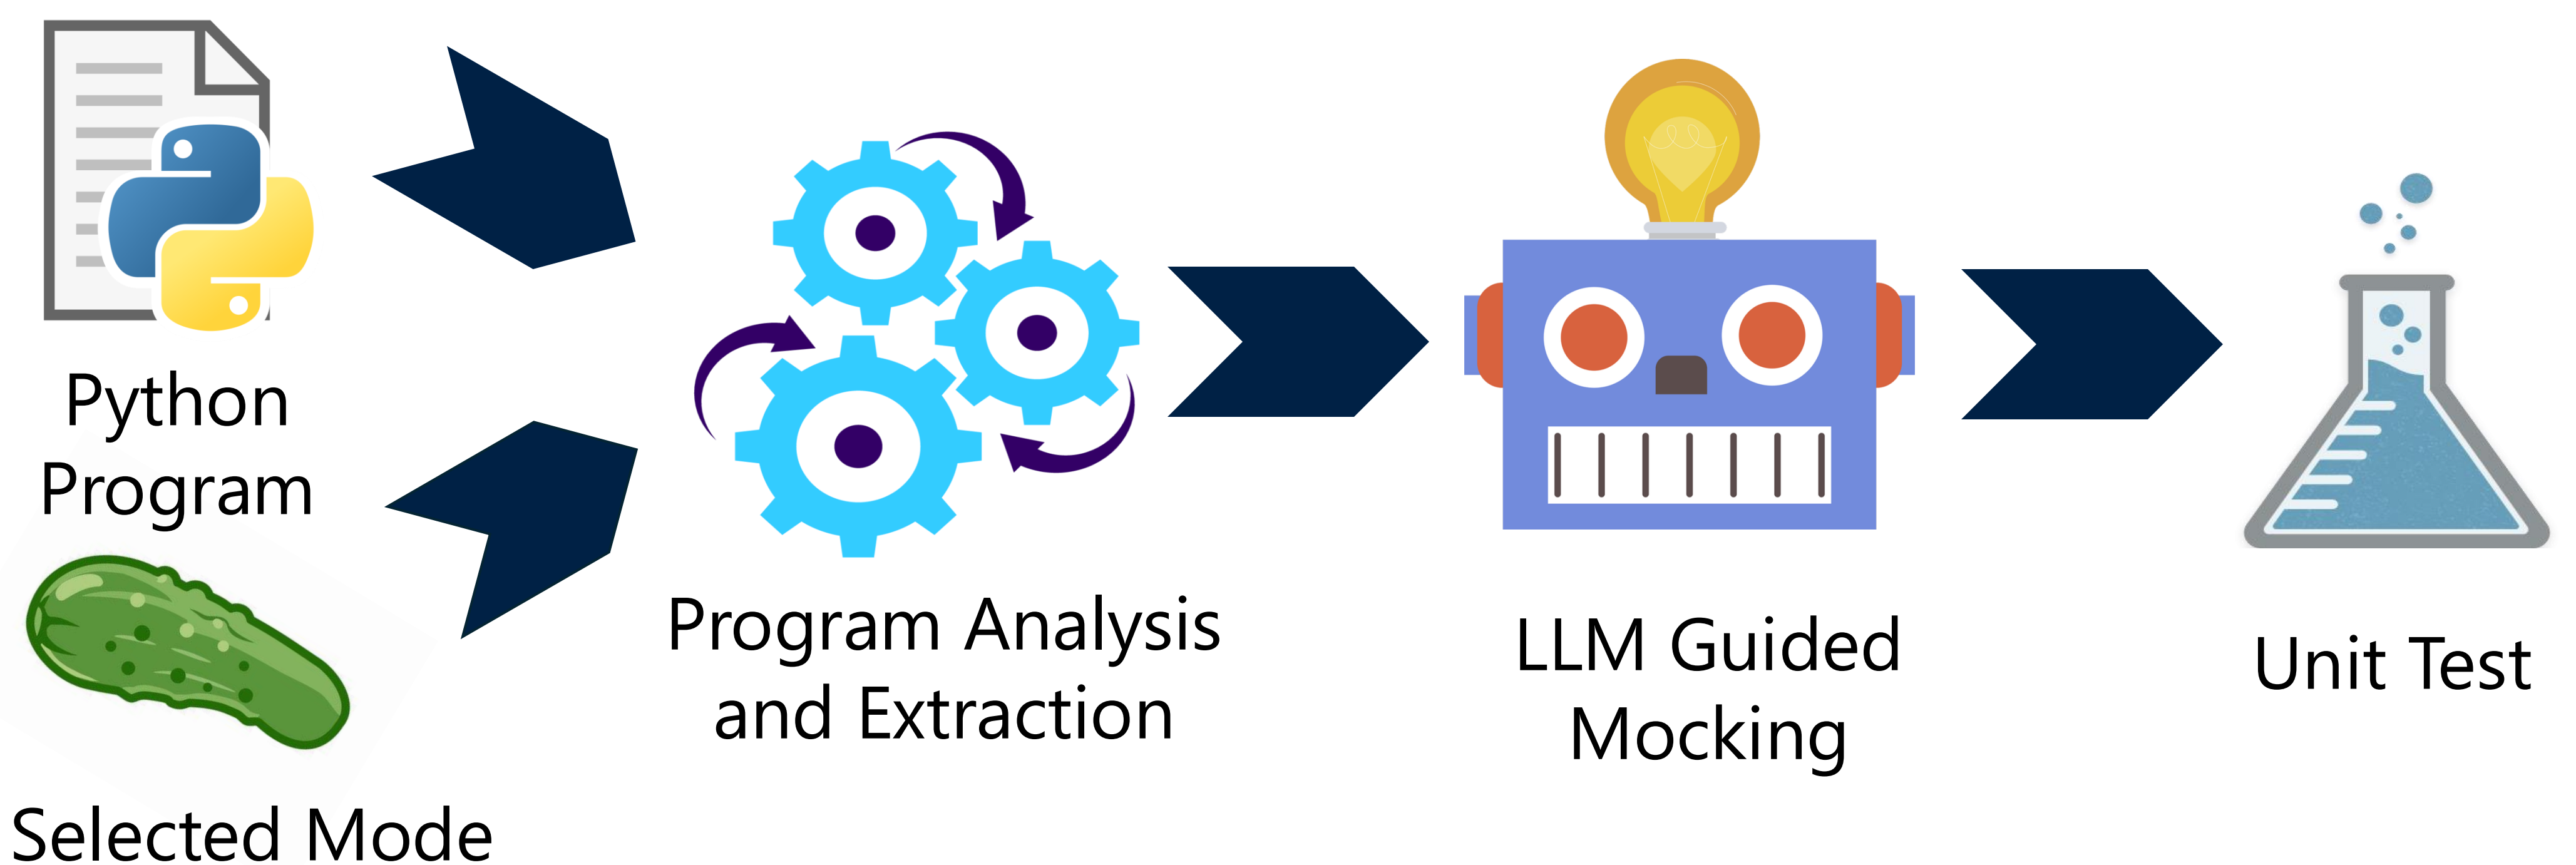 Python
Program
Selected Mode
Program Analysis
and Extraction
LLM Guided
Mocking
Unit Test